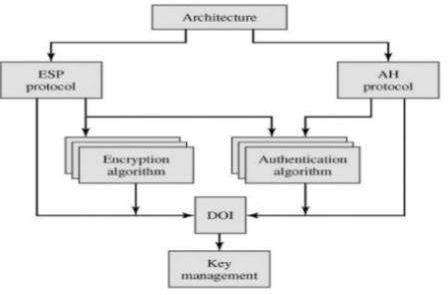 Architecture
ESP
protocol
AH
protocol
Encryption
algorithm
Authentication
algorithm
DOI
Key
management